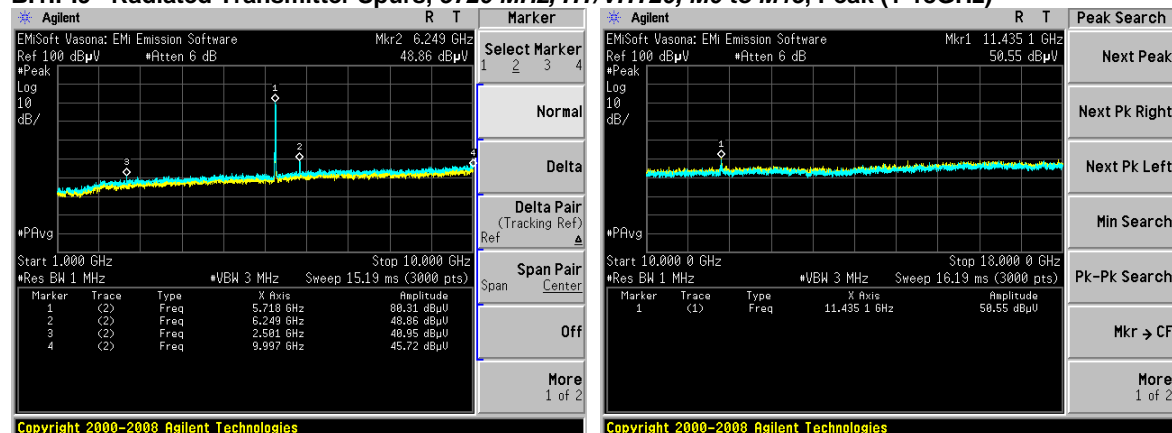 Radiated Transmitter Spurs, 5720 MHz, HT/VHT20, M0 to M15, Peak (1-18GHz)
Agilent R T
EMiSoft Vasona: EMi Emission Software Mkr2 6.249 GHz
Ref 100 dBµV #Atten 6 dB 48.86 dBµV
#Peak
Log
10
dB/
1
2
3
4
#PAvg
Start 1.000 GHz Stop 10.000 GHz
#Res BW 1 MHz #VBW 3 MHz Sweep 15.19 ms (3000 pts)
Marker Trace Type X Axis Amplitude
1 (2) Freq 5.718 GHz 80.31 dBµV
2 (2) Freq 6.249 GHz 48.86 dBµV
3 (2) Freq 2.501 GHz 40.95 dBµV
4 (2) Freq 9.997 GHz 45.72 dBµV
Copyright 2000-2008 Agilent Technologies
Marker
Select Marker
1 2 3 4
Normal
Delta
Delta Pair
(Tracking Ref)
Ref Δ
Span Pair
Span Center
Off
More
1 of 2
Agilent R T
EMiSoft Vasona: EMi Emission Software Mkr1 11.435 1 GHz
Ref 100 dBµV #Atten 6 dB 50.55 dBµV
#Peak
Log
10
dB/
1
#PAvg
Start 10.000 0 GHz Stop 18.000 0 GHz
#Res BW 1 MHz #VBW 3 MHz Sweep 16.19 ms (3000 pts)
Marker Trace Type X Axis Amplitude
1 (1) Freq 11.435 1 GHz 50.55 dBµV
Copyright 2000-2008 Agilent Technologies
Peak Search
Next Peak
Next Pk Right
Next Pk Left
Min Search
Pk-Pk Search
Mkr → CF
More
1 of 2